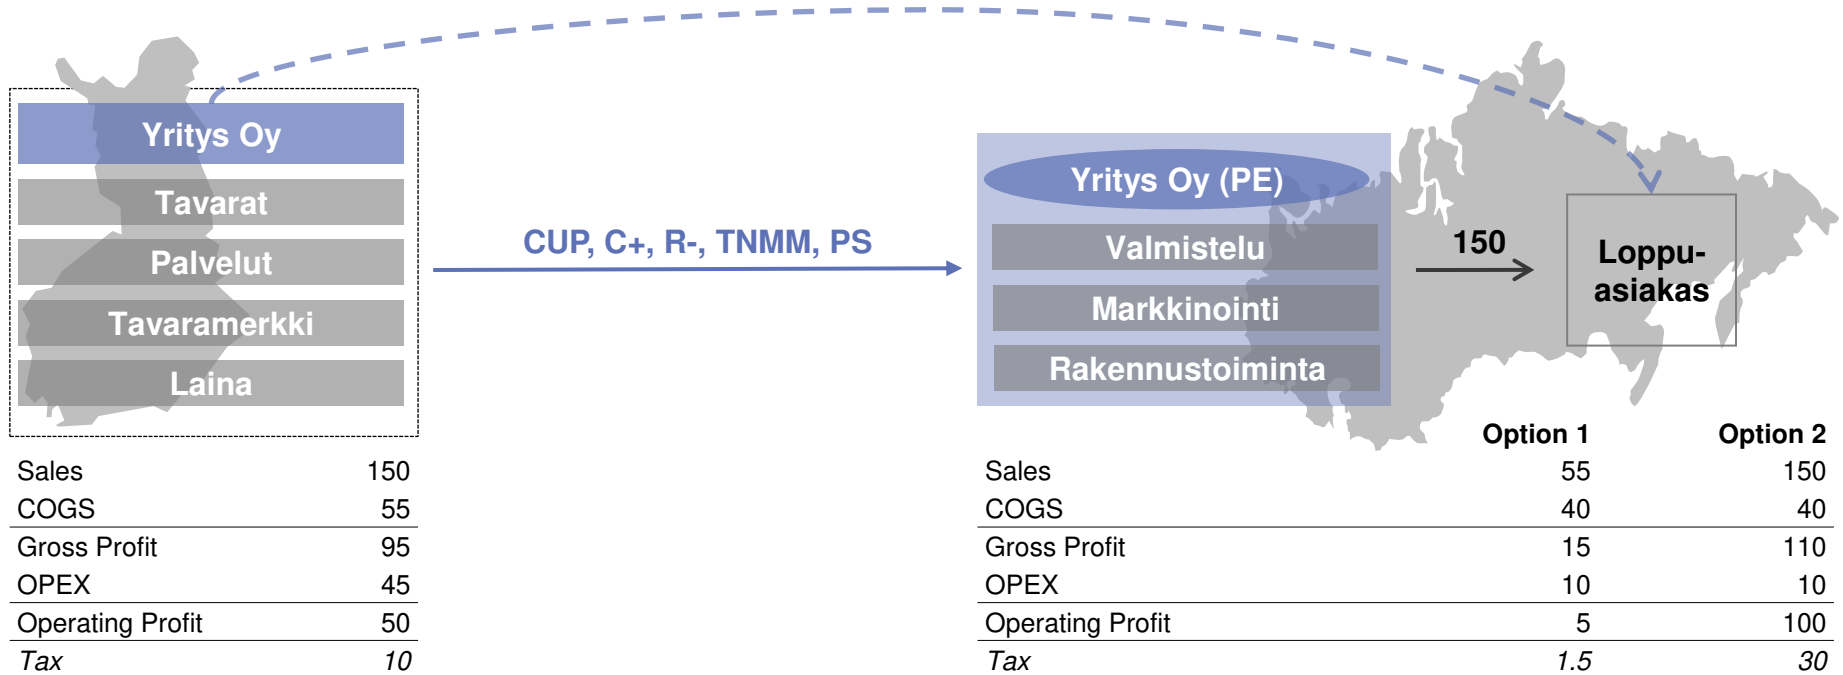 Yritys Oy
Tavarat
Palvelut
Tavaramerkki
Laina
CUP, C+, R-, TNMM, PS
Yritys Oy (PE)
Valmistelu
Markkinointi
Rakennustoiminta
150
Loppu-
asiakas
Sales 150
COGS 55
Gross Profit 95
OPEX 45
Operating Profit 50
Tax 10
Option 1 Option 2
Sales 55 150
COGS 40 40
Gross Profit 15 110
OPEX 10 10
Operating Profit 5 100
Tax 1.5 30